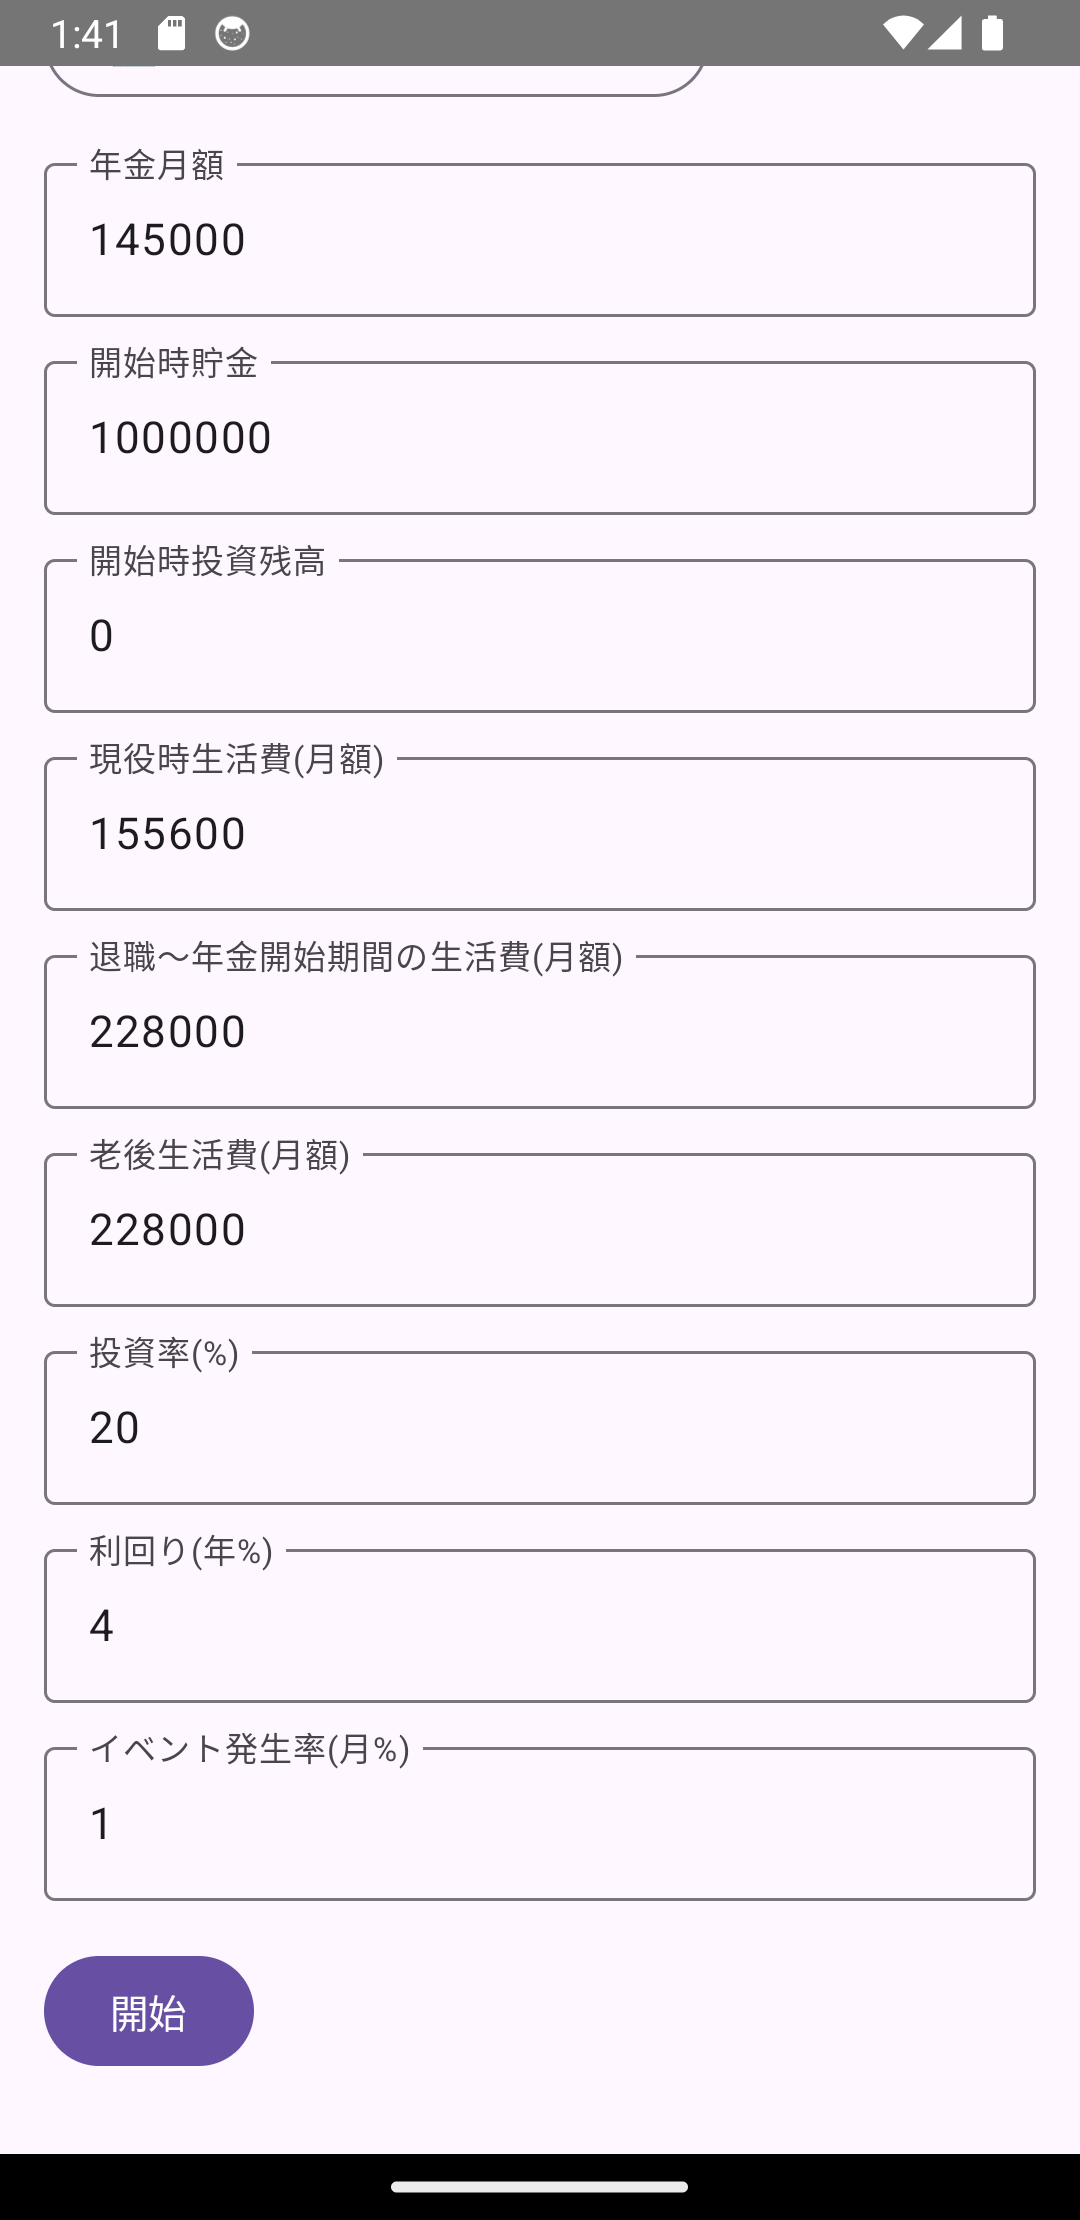 1:41
年金月額
145000
開始時貯金
1000000
開始時投資残高
0
現役時生活費(月額)
155600
退職～年金開始期間の生活費(月額)
228000
老後生活費(月額)
228000
投資率(%)
20
利回り(年%)
4
イベント発生率(月%)
1
開始